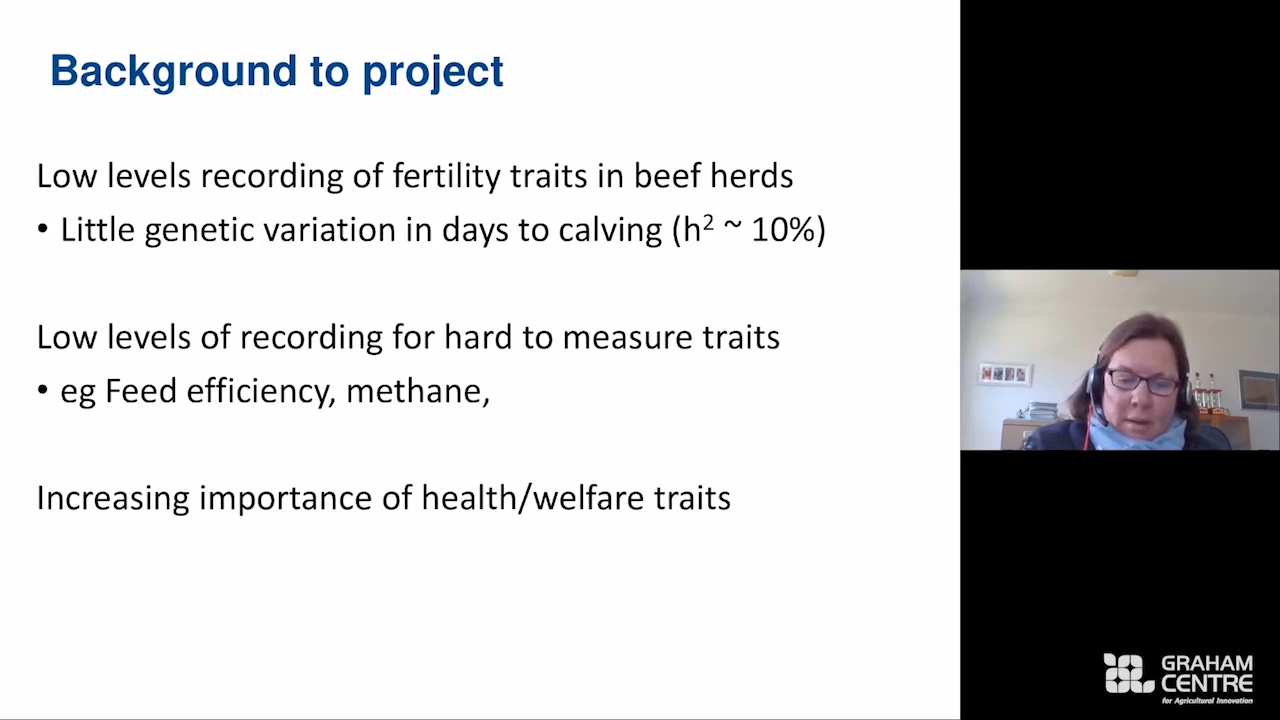 Background to project
Low levels recording of fertility traits in beef herds
• Little genetic variation in days to calving (h² ~ 10%)
Low levels of recording for hard to measure traits
• eg Feed efficiency, methane,
Increasing importance of health/welfare traits
GRAHAM
CENTRE
for Agricultural Innovation